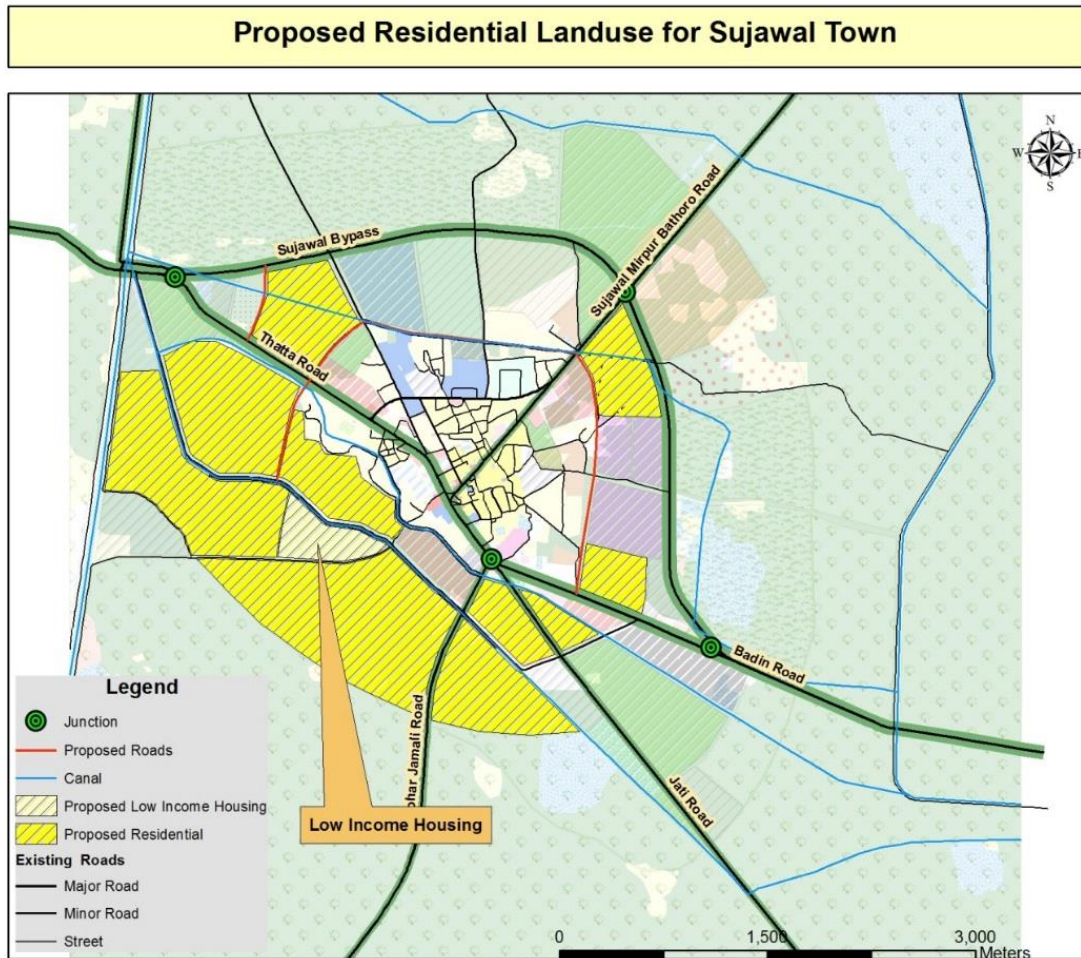 Proposed Residential Landuse for Sujawal Town
N
W
E
S
Sujawal Bypass
Sujawal Mirpur Bathoro Road
Thatta Road
Badin Road
Jamali Road
Jati Road
Low Income Housing
Legend
Junction
Proposed Roads
Canal
Proposed Low Income Housing
Proposed Residential
Existing Roads
Major Road
Minor Road
Street
0 1,500 3,000
Meters